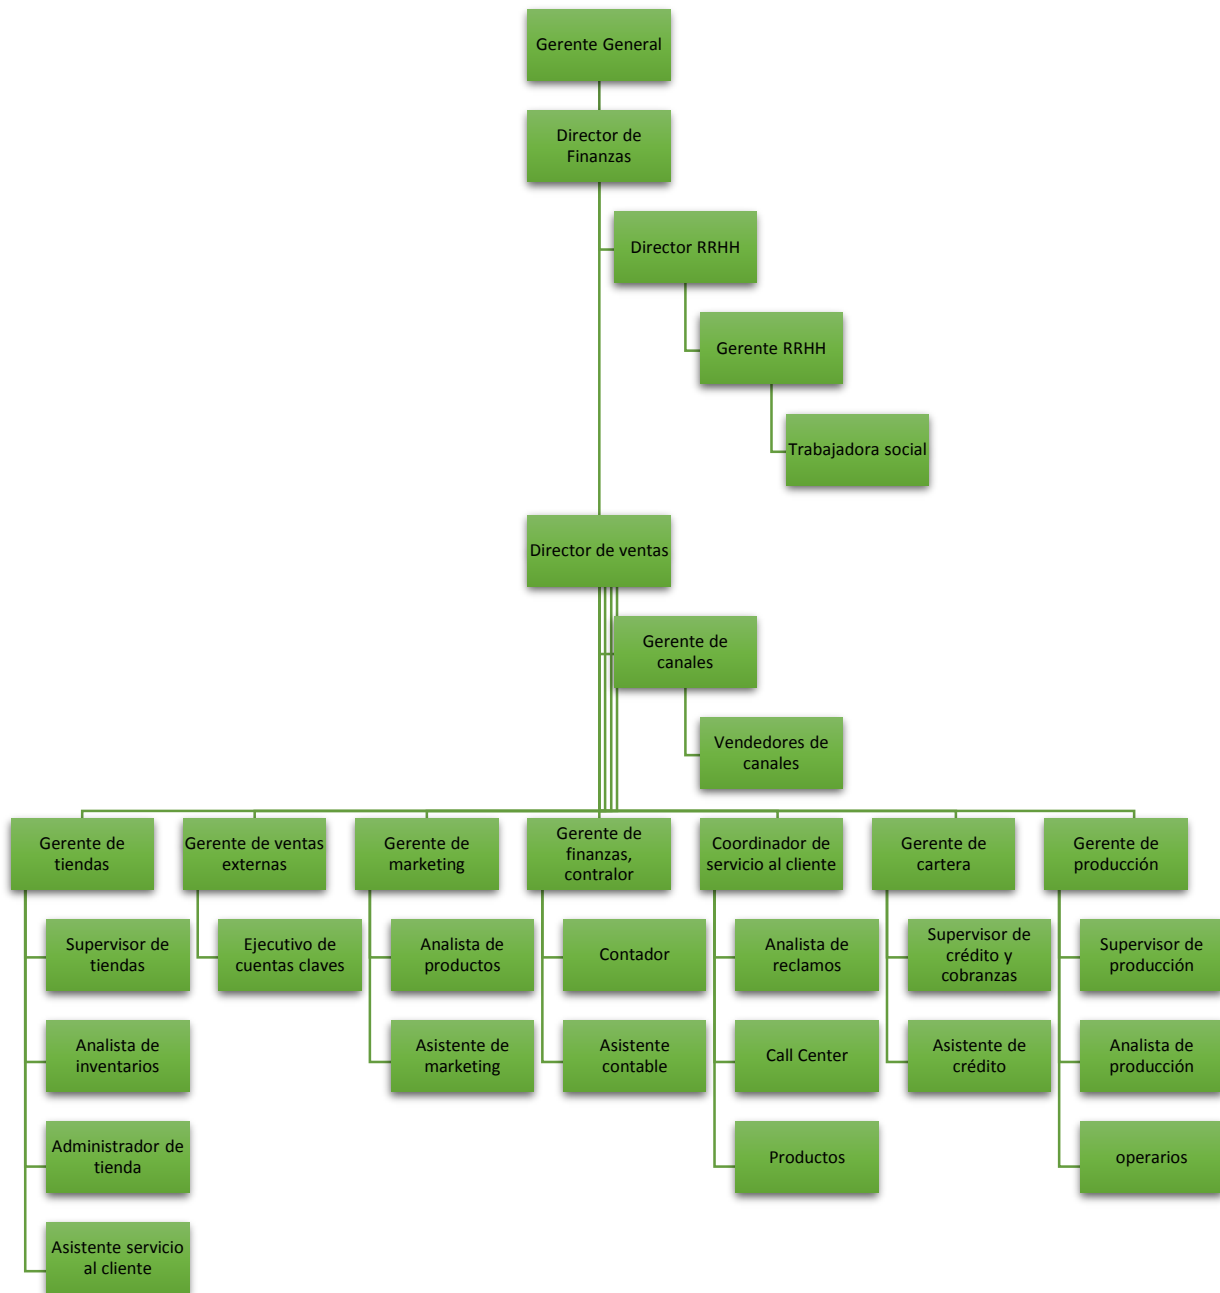 Gerente General
Director de
Finanzas
Director RRHH
Gerente RRHH
Trabajadora social
Director de ventas
Gerente de
canales
Vendedores de
canales
Gerente de
tiendas
Gerente de ventas
externas
Gerente de
marketing
Gerente de
finanzas,
contralor
Coordinador de
servicio al cliente
Gerente de
cartera
Gerente de
producción
Supervisor de
tiendas
Ejecutivo de
cuentas claves
Analista de
productos
Contador
Analista de
reclamos
Supervisor de
crédito y
cobranzas
Supervisor de
producción
Analista de
inventarios
Asistente de
marketing
Asistente
contable
Call Center
Asistente de
crédito
Analista de
producción
Administrador de
tienda
Productos
operarios
Asistente servicio
al cliente